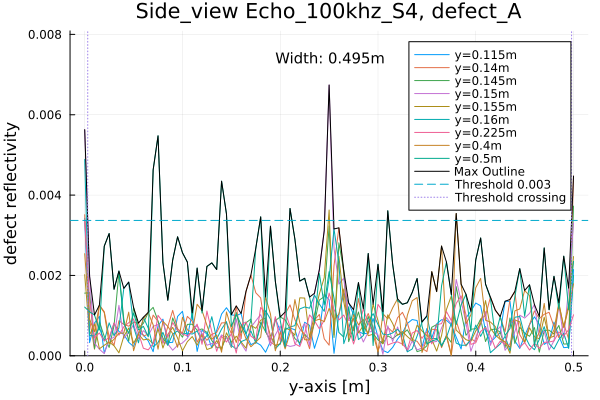 Side_view Echo_100khz_S4, defect_A
Width: 0.495m
y=0.115m
y=0.14m
y=0.145m
y=0.15m
y=0.155m
y=0.16m
y=0.225m
y=0.4m
y=0.5m
Max Outline
Threshold 0.003
Threshold crossing
defect reflectivity
0.008
0.006
0.004
0.002
0.000
0.0 0.1 0.2 0.3 0.4 0.5
y-axis [m]